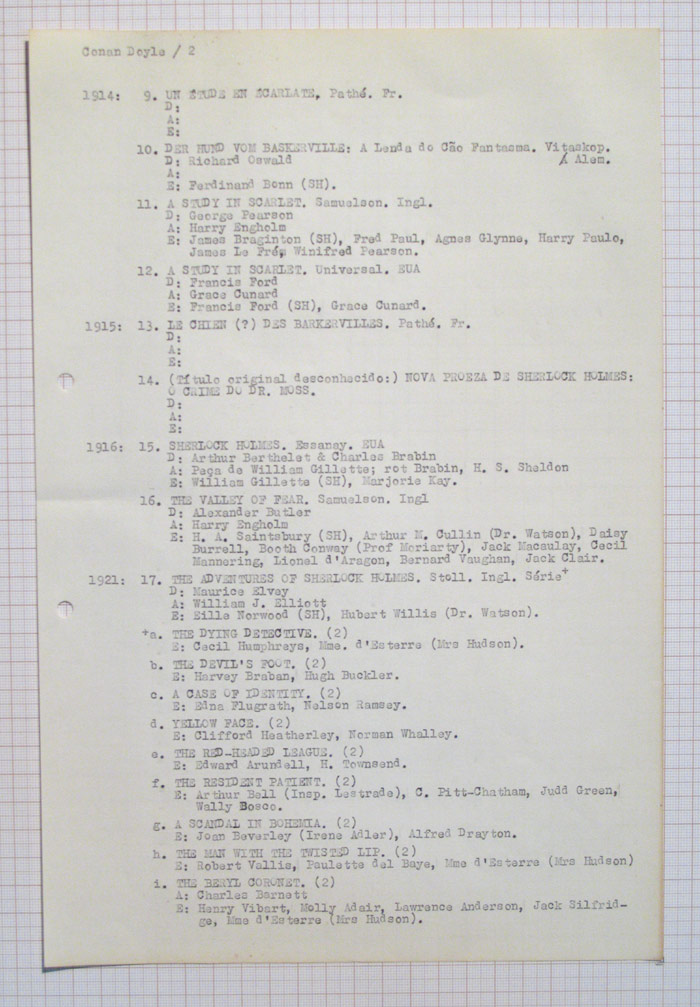 Conan Doyle / 2
1914: 9. UN ÉTUDE EN ÉCARLATE, Pathé. Fr.
D:
A:
E:
10. DER HUND VOM BASKERVILLE: A Lenda do Cão Fantasma. Vitaskop.
D: Richard Oswald / Alem.
A:
E: Ferdinand Bonn (SH).
11. A STUDY IN SCARLET. Samuelson. Ingl.
D: George Pearson
A: Harry Engholm
E: James Braginton (SH), Fred Paul, Agnes Glynne, Harry Paulo,
James Le Fré, Winifred Pearson.
12. A STUDY IN SCARLET. Universal. EUA
D: Francis Ford
A: Grace Cunard
E: Francis Ford (SH), Grace Cunard.
1915: 13. LE CHIEN (?) DES BARKERVILLES. Pathé. Fr.
D:
A:
E:
14. (Título original desconhecido:) NOVA PROEZA DE SHERLOCK HOLMES:
O CRIME DO DR. MOSS.
D:
A:
E:
1916: 15. SHERLOCK HOLMES. Essanay. EUA
D: Arthur Berthelet & Charles Brabin
A: Peça de William Gillette; rot Brabin, H. S. Sheldon
E: William Gillette (SH), Marjorie Kay.
16. THE VALLEY OF FEAR. Samuelson. Ingl
D: Alexander Butler
A: Harry Engholm
E: H. A. Saintsbury (SH), Arthur M. Cullin (Dr. Watson), Daisy
Burrell, Booth Conway (Prof Moriarty), Jack Macaulay, Cecil
Mannering, Lionel d'Aragon, Bernard Vaughan, Jack Clair.
1921: 17. THE ADVENTURES OF SHERLOCK HOLMES. Stoll. Ingl. Série+
D: Maurice Elvey
A: William J. Elliott
E: Eille Norwood (SH), Hubert Willis (Dr. Watson).
+a. THE DYING DETECTIVE. (2)
E: Cecil Humphreys, Mme. d'Esterre (Mrs Hudson).
b. THE DEVIL'S FOOT. (2)
E: Harvey Braban, Hugh Buckler.
c. A CASE OF IDENTITY. (2)
E: Edna Flugrath, Nelson Ramsey.
d. YELLOW FACE. (2)
E: Clifford Heatherley, Norman Whalley.
e. THE RED-HEADED LEAGUE. (2)
E: Edward Arundell, H. Townsend.
f. THE RESIDENT PATIENT. (2)
E: Arthur Bell (Insp. Lestrade), C. Pitt-Chatham, Judd Green,
Wally Bosco.
g. A SCANDAL IN BOHEMIA. (2)
E: Joan Beverley (Irene Adler), Alfred Drayton.
h. THE MAN WITH THE TWISTED LIP. (2)
E: Robert Vallis, Paulette del Baye, Mme d'Esterre (Mrs Hudson)
i. THE BERYL CORONET. (2)
A: Charles Barnett
E: Henry Vibart, Molly Adair, Lawrence Anderson, Jack Silfrid-
ge, Mme d'Esterre (Mrs Hudson).